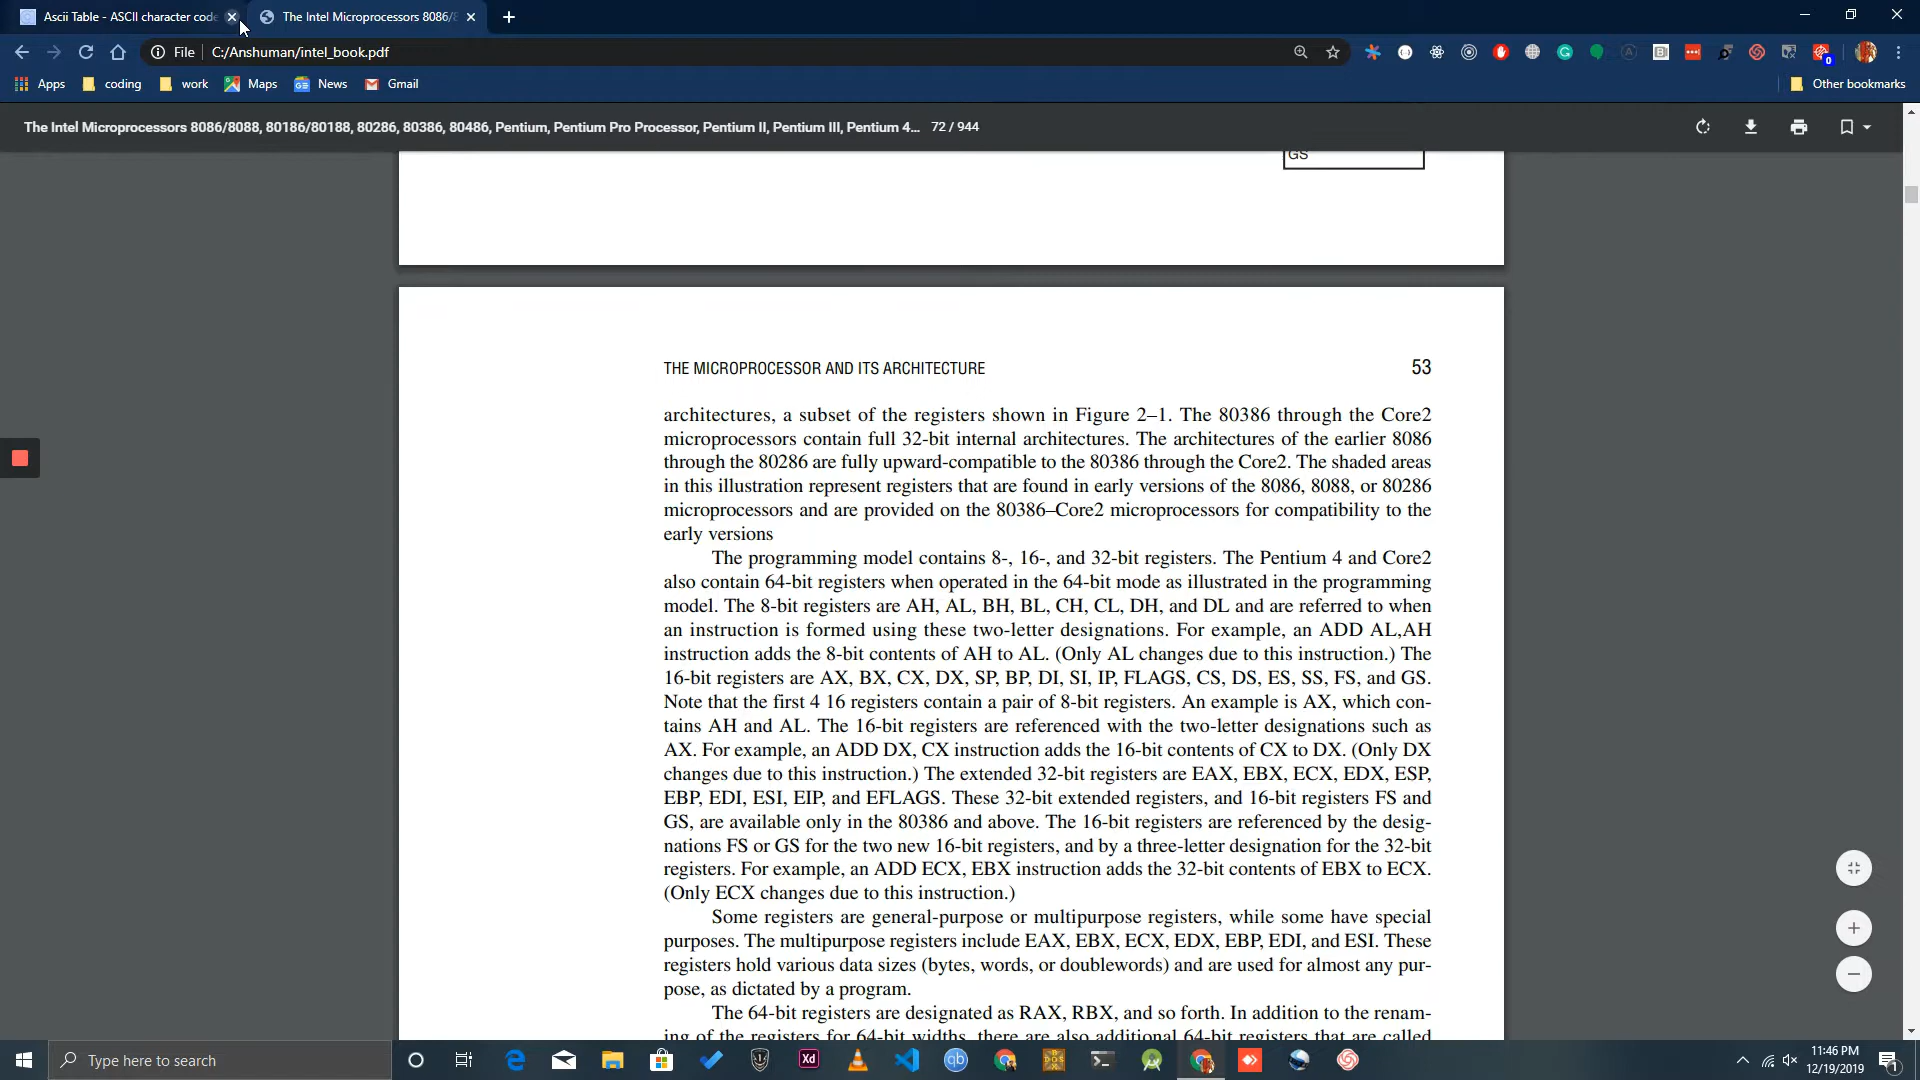 Ascii Table - ASCII character code
The Intel Microprocessors 8086/8
File
C:/Anshuman/intel_book.pdf
Apps
coding
work
Maps
News
Gmail
Other bookmarks
The Intel Microprocessors 8086/8088, 80186/80188, 80286, 80386, 80486, Pentium, Pentium Pro Processor, Pentium II, Pentium III, Pentium 4...
72 / 944
GS
THE MICROPROCESSOR AND ITS ARCHITECTURE
53
architectures, a subset of the registers shown in Figure 2–1. The 80386 through the Core2
microprocessors contain full 32-bit internal architectures. The architectures of the earlier 8086
through the 80286 are fully upward-compatible to the 80386 through the Core2. The shaded areas
in this illustration represent registers that are found in early versions of the 8086, 8088, or 80286
microprocessors and are provided on the 80386–Core2 microprocessors for compatibility to the
early versions
The programming model contains 8-, 16-, and 32-bit registers. The Pentium 4 and Core2
also contain 64-bit registers when operated in the 64-bit mode as illustrated in the programming
model. The 8-bit registers are AH, AL, BH, BL, CH, CL, DH, and DL and are referred to when
an instruction is formed using these two-letter designations. For example, an ADD AL,AH
instruction adds the 8-bit contents of AH to AL. (Only AL changes due to this instruction.) The
16-bit registers are AX, BX, CX, DX, SP, BP, DI, SI, IP, FLAGS, CS, DS, ES, SS, FS, and GS.
Note that the first 4 16 registers contain a pair of 8-bit registers. An example is AX, which con-
tains AH and AL. The 16-bit registers are referenced with the two-letter designations such as
AX. For example, an ADD DX, CX instruction adds the 16-bit contents of CX to DX. (Only DX
changes due to this instruction.) The extended 32-bit registers are EAX, EBX, ECX, EDX, ESP,
EBP, EDI, ESI, EIP, and EFLAGS. These 32-bit extended registers, and 16-bit registers FS and
GS, are available only in the 80386 and above. The 16-bit registers are referenced by the desig-
nations FS or GS for the two new 16-bit registers, and by a three-letter designation for the 32-bit
registers. For example, an ADD ECX, EBX instruction adds the 32-bit contents of EBX to ECX.
(Only ECX changes due to this instruction.)
Some registers are general-purpose or multipurpose registers, while some have special
purposes. The multipurpose registers include EAX, EBX, ECX, EDX, EBP, EDI, and ESI. These
registers hold various data sizes (bytes, words, or doublewords) and are used for almost any pur-
pose, as dictated by a program.
The 64-bit registers are designated as RAX, RBX, and so forth. In addition to the renam-
ing of the registers for 64-bit widths, there are also additional 64-bit registers that are called
Type here to search
11:46 PM
12/19/2019